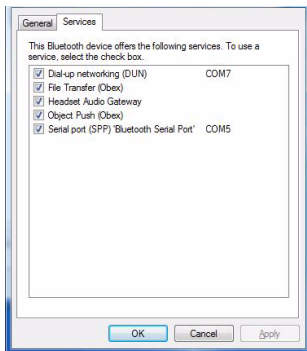 General Services
This Bluetooth device offers the following services. To use a
service, select the check box.
Dial-up networking (DUN) COM7
File Transfer (Obex)
Headset Audio Gateway
Object Push (Obex)
Serial port (SPP) 'Bluetooth Serial Port' COM5
OK Cancel Apply